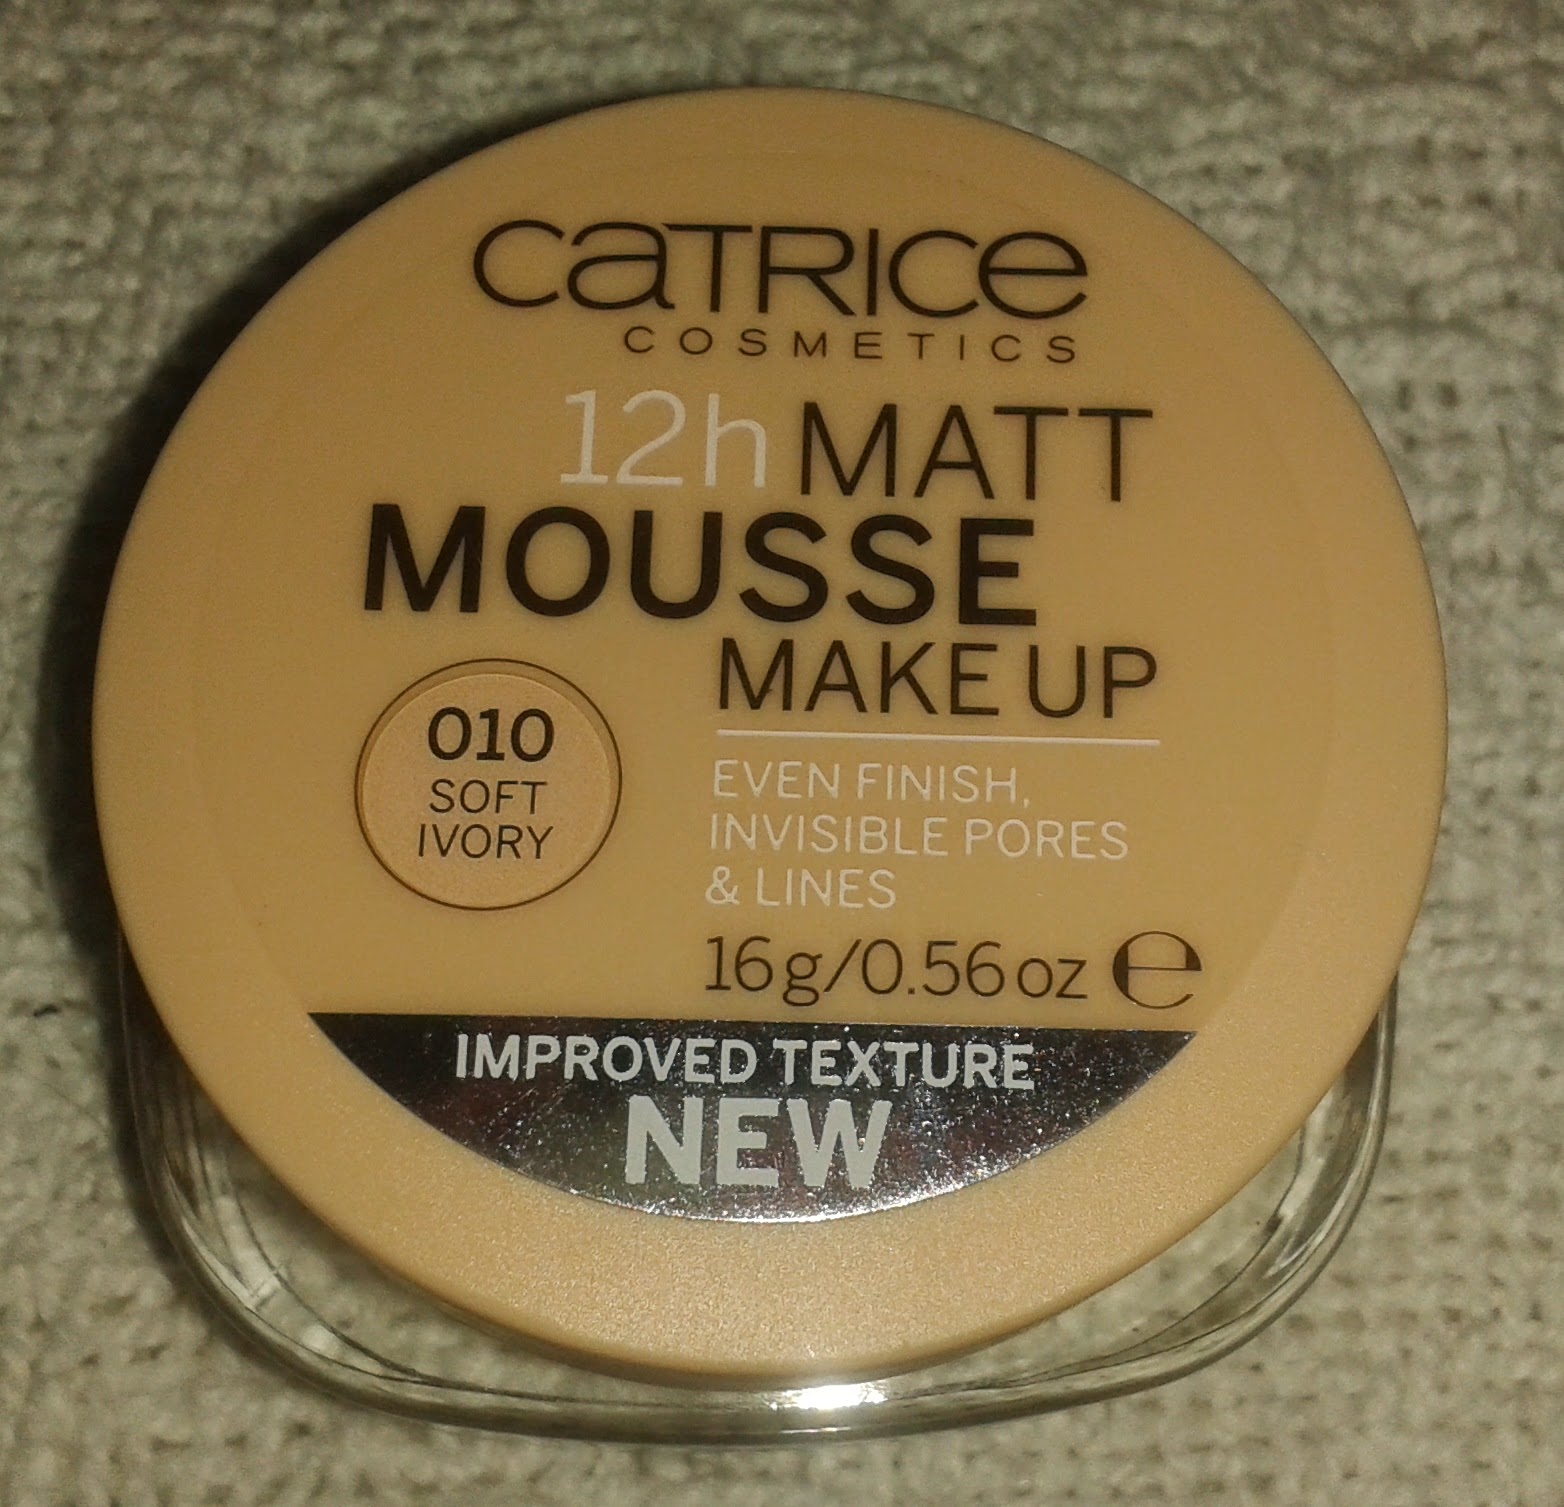 CaTRICe
COSMETICS
12h MATT
MOUSSE
MAKE UP
010
SOFT
IVORY
EVEN FINISH,
INVISIBLE PORES
& LINES
16g/0.56oz ℮
IMPROVED TEXTURE
NEW